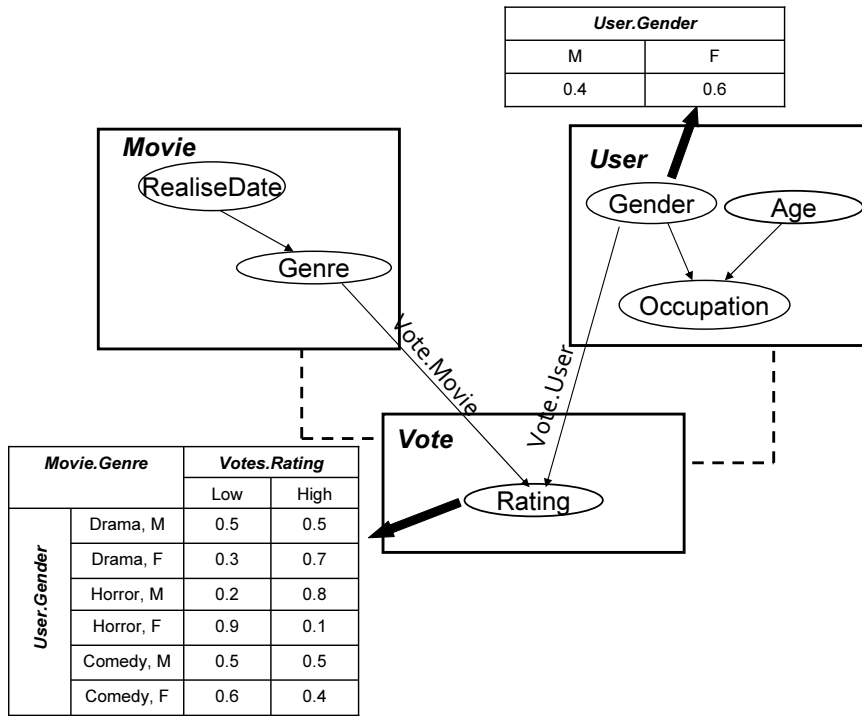 User.Gender
M F
0.4 0.6
Movie
RealiseDate
Genre
User
Gender
Age
Occupation
Vote.Movie
Vote.User
Vote
Rating
Movie.Genre Votes.Rating
Low High
User.Gender
Drama, M 0.5 0.5
Drama, F 0.3 0.7
Horror, M 0.2 0.8
Horror, F 0.9 0.1
Comedy, M 0.5 0.5
Comedy, F 0.6 0.4